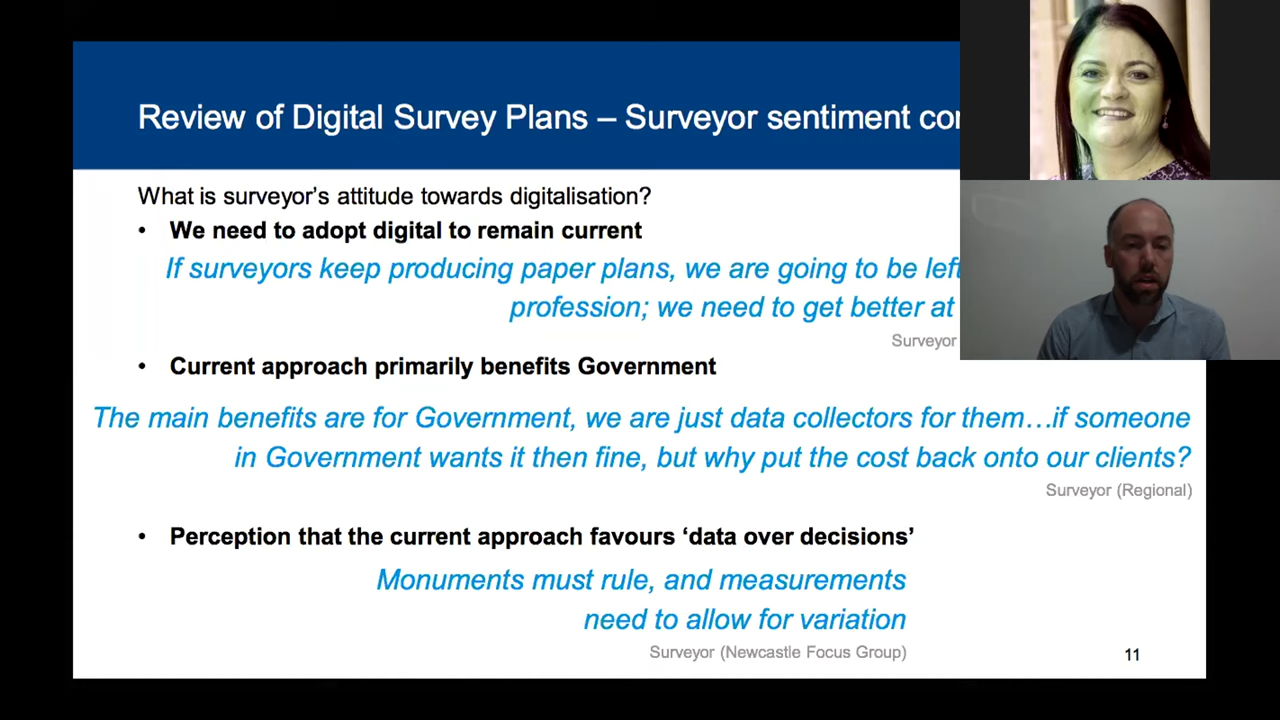 Review of Digital Survey Plans – Surveyor sentiment
What is surveyor's attitude towards digitalisation?
• We need to adopt digital to remain current
If surveyors keep producing paper plans, we are going to be left
profession; we need to get better at
Surveyor
• Current approach primarily benefits Government
The main benefits are for Government, we are just data collectors for them…if someone
in Government wants it then fine, but why put the cost back onto our clients?
Surveyor (Regional)
• Perception that the current approach favours ‘data over decisions’
Monuments must rule, and measurements
need to allow for variation
Surveyor (Newcastle Focus Group)
11